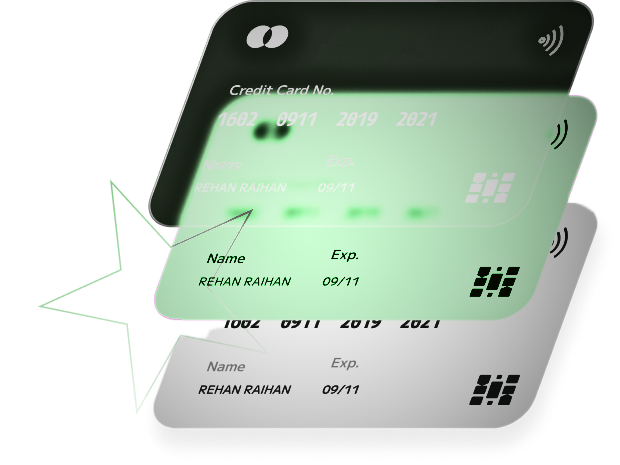 Credit Card No.
1602 0911 2019 2021
Name Exp.
REHAN RAIHAN 09/11
Name Exp.
REHAN RAIHAN 09/11
1602 0911 2019 2021
Name Exp.
REHAN RAIHAN 09/11